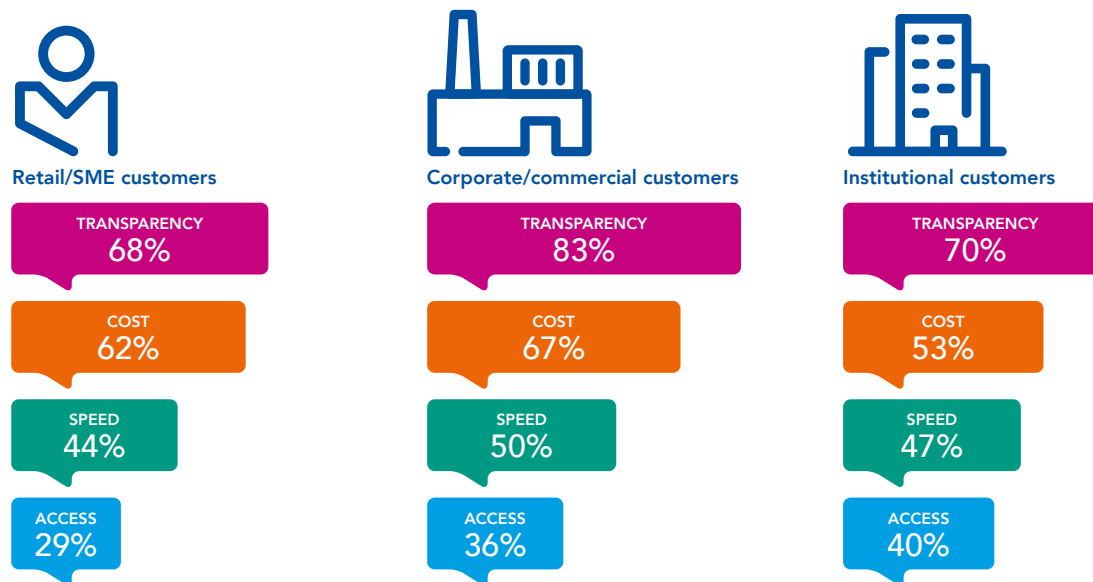 Retail/SME customers
TRANSPARENCY
68%
COST
62%
SPEED
44%
ACCESS
29%
Corporate/commercial customers
TRANSPARENCY
83%
COST
67%
SPEED
50%
ACCESS
36%
Institutional customers
TRANSPARENCY
70%
COST
53%
SPEED
47%
ACCESS
40%